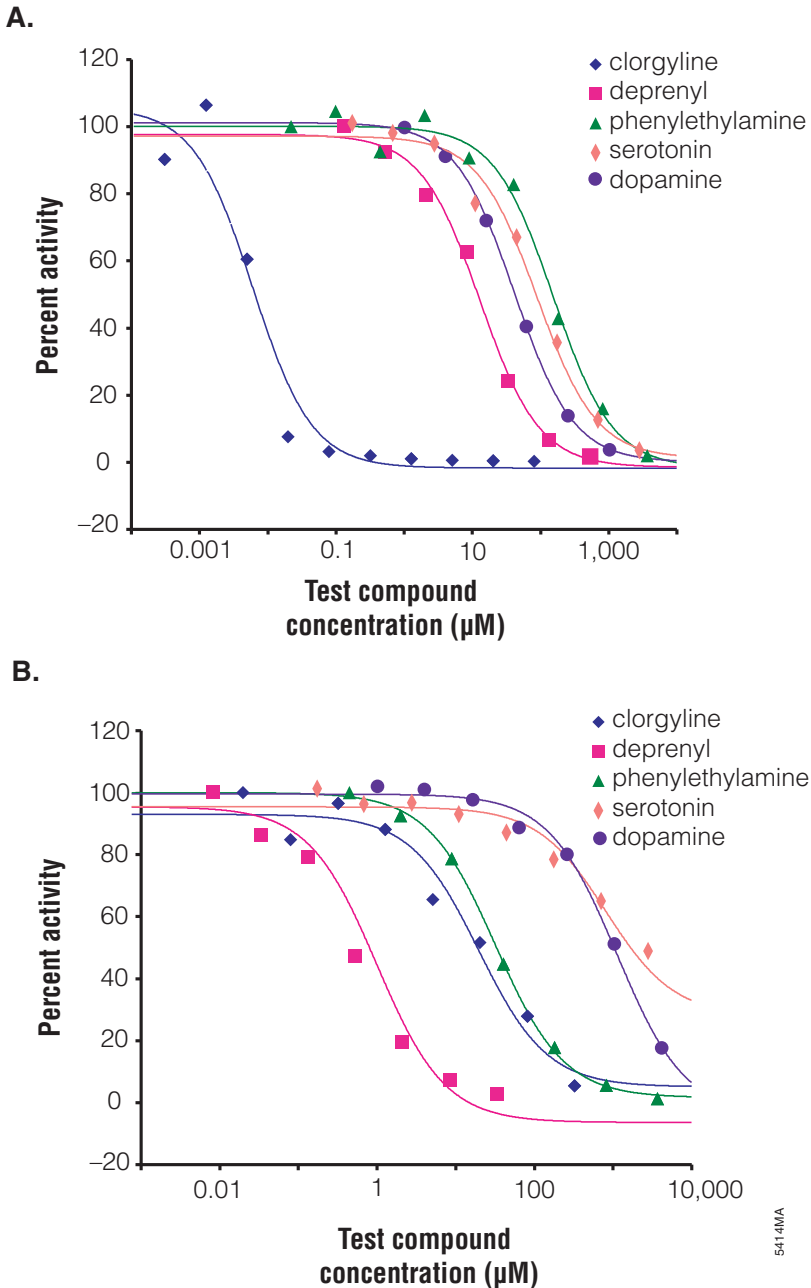 A.
120
100
80
60
40
20
0
–20
Percent activity
clorgyline
deprenyl
phenylethylamine
serotonin
dopamine
0.001
0.1
10
1,000
Test compound
concentration (µM)
B.
120
100
80
60
40
20
0
–20
Percent activity
clorgyline
deprenyl
phenylethylamine
serotonin
dopamine
0.01
1
100
10,000
Test compound
concentration (µM)
5414MA